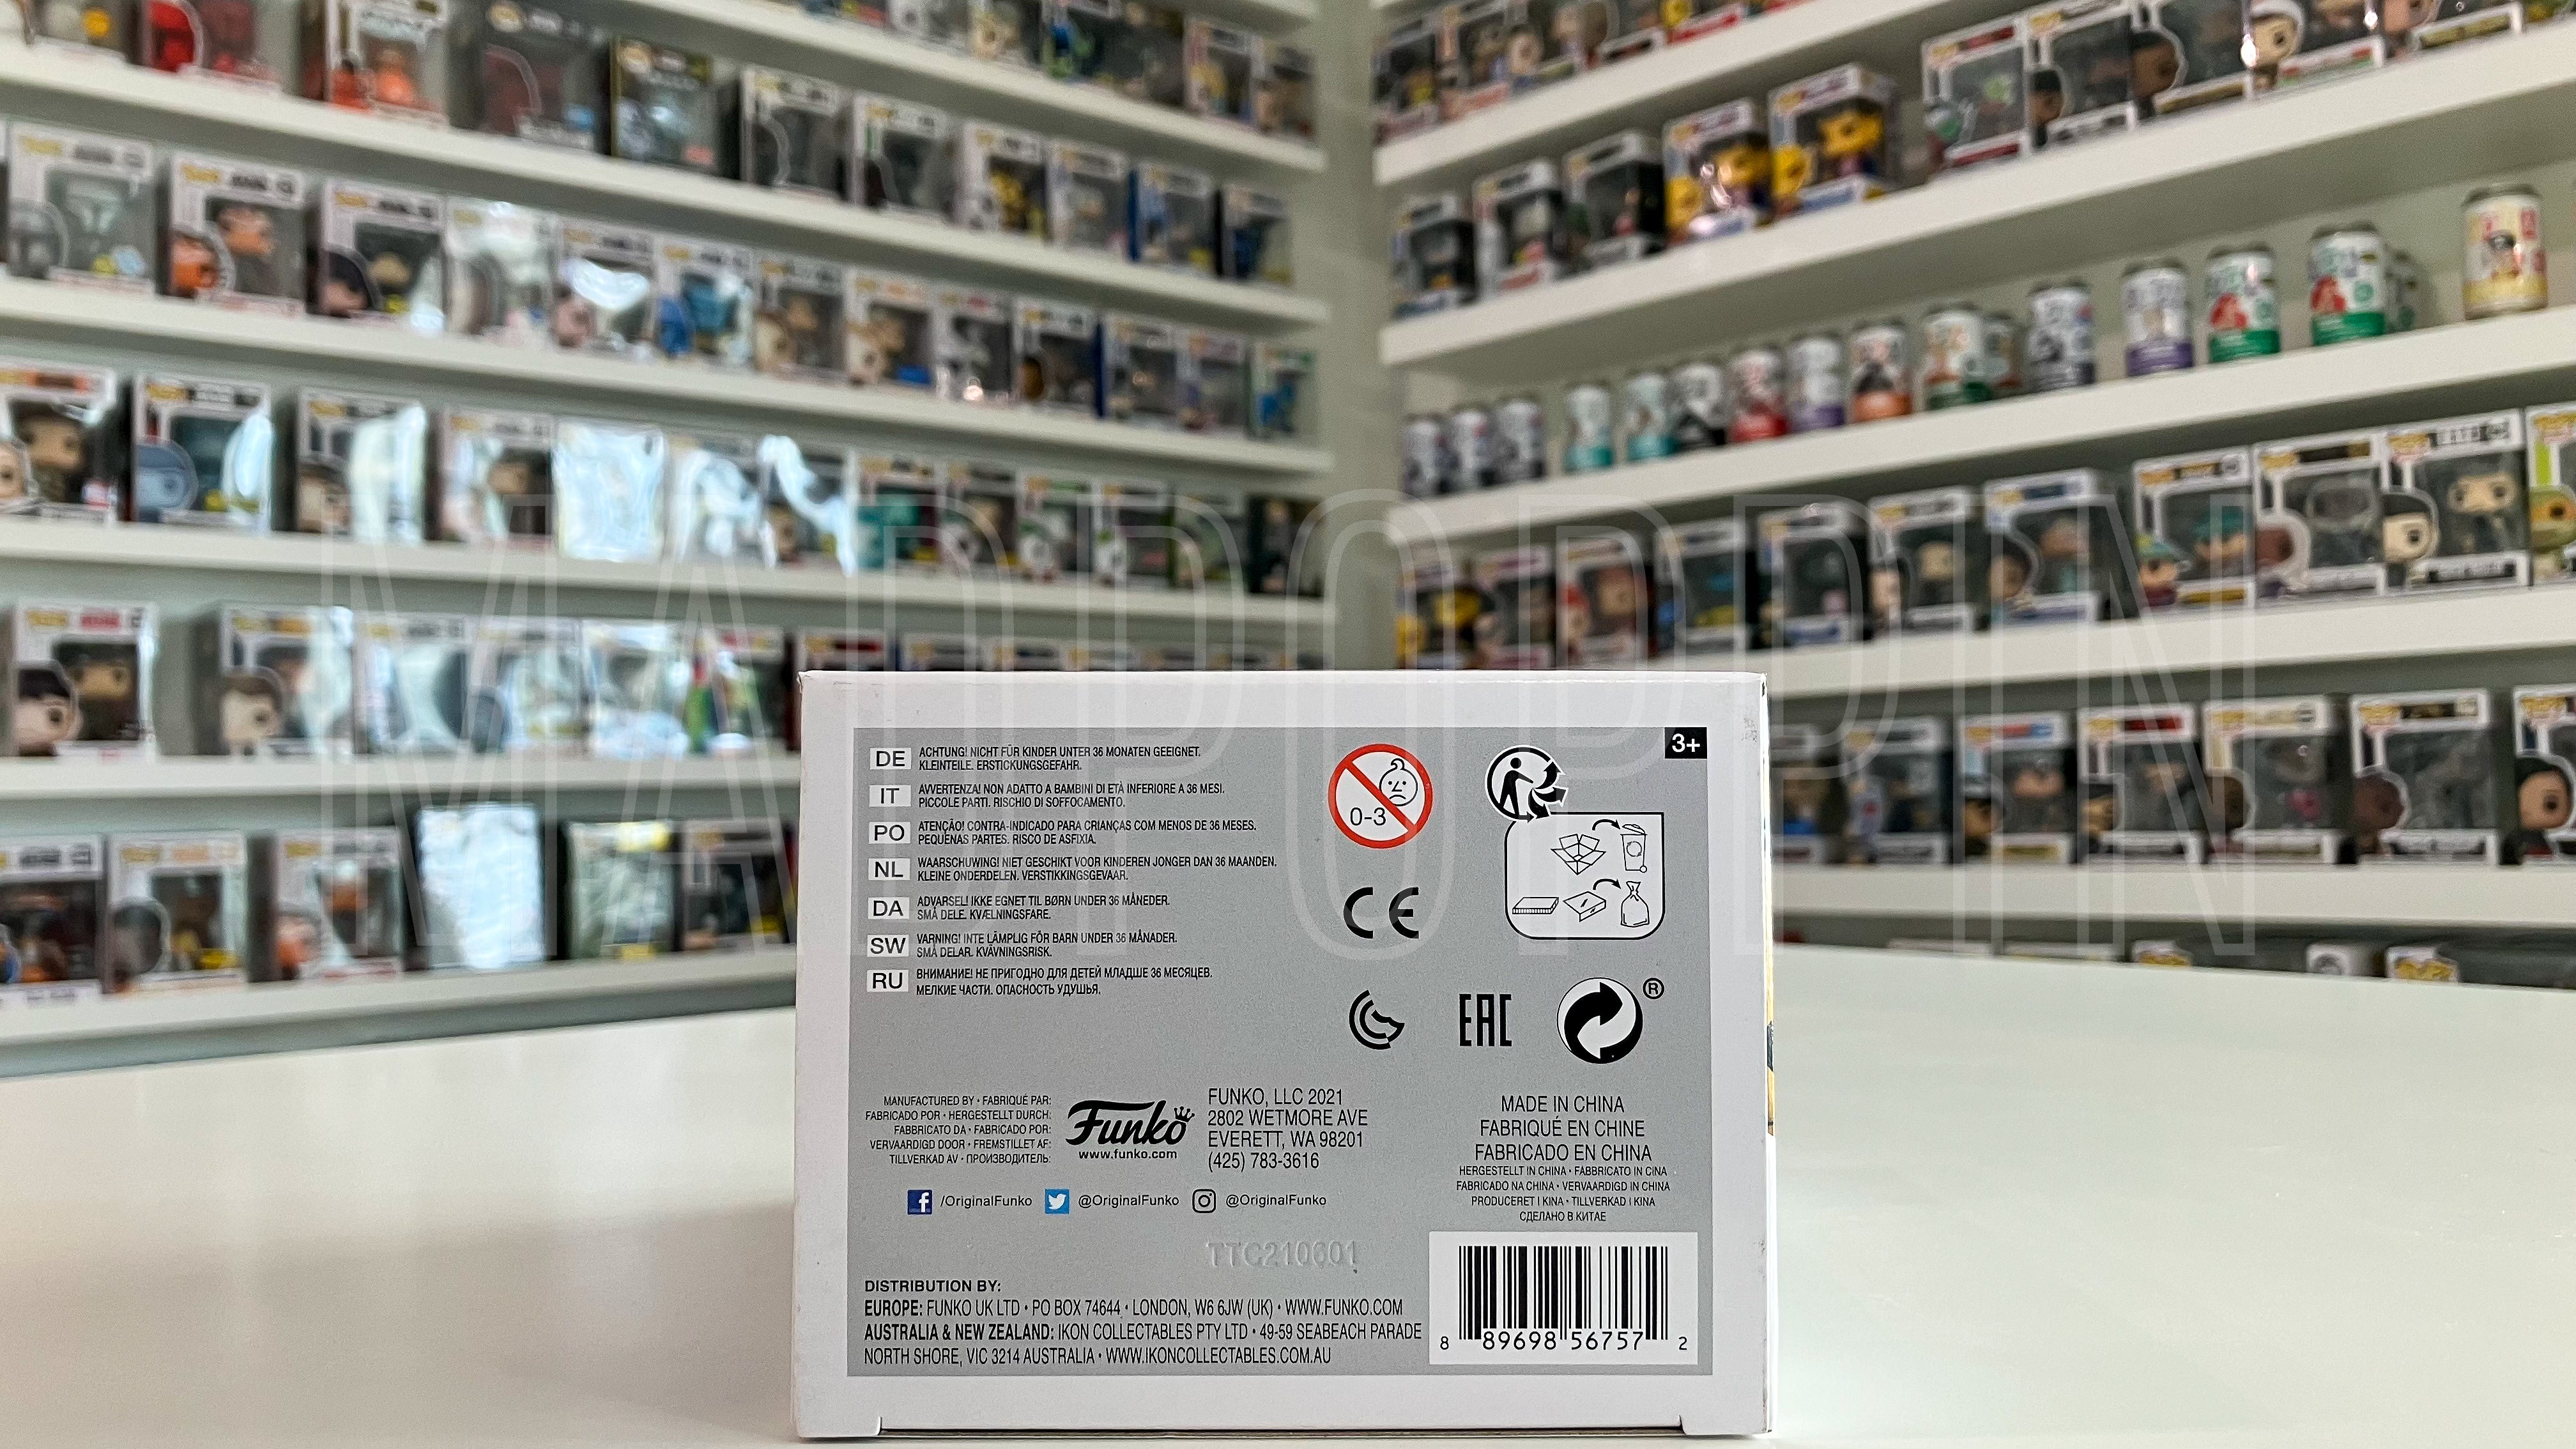 MADPOPPIN
3+
DE ACHTUNG! NICHT FÜR KINDER UNTER 36 MONATEN GEEIGNET.
KLEINTEILE. ERSTICKUNGSGEFAHR.
IT AVVERTENZA! NON ADATTO A BAMBINI DI ETÀ INFERIORE A 36 MESI.
PICCOLE PARTI. RISCHIO DI SOFFOCAMENTO.
PO ATENÇÃO! CONTRA-INDICADO PARA CRIANÇAS COM MENOS DE 36 MESES.
PEQUENAS PARTES. RISCO DE ASFIXIA.
NL WAARSCHUWING! NIET GESCHIKT VOOR KINDEREN JONGER DAN 36 MAANDEN.
KLEINE ONDERDELEN. VERSTIKKINGSGEVAAR.
DA ADVARSEL! IKKE EGNET TIL BØRN UNDER 36 MÅNEDER.
SMÅ DELE. KVÆLNINGSFARE.
SW VARNING! INTE LÄMPLIG FÖR BARN UNDER 36 MÅNADER.
SMÅ DELAR. KVÄVNINGSRISK.
RU ВНИМАНИЕ! НЕ ПРИГОДНО ДЛЯ ДЕТЕЙ МЛАДШЕ 36 МЕСЯЦЕВ.
МЕЛКИЕ ЧАСТИ. ОПАСНОСТЬ УДУШЬЯ.
0-3
CE
EAC
®
MANUFACTURED BY • FABRIQUÉ PAR:
FABRICADO POR • HERGESTELLT DURCH:
FABBRICATO DA • FABRICADO POR:
VERVAARDIGD DOOR • FREMSTILLET AF:
TILLVERKAD AV • ПРОИЗВОДИТЕЛЬ:
Funko
www.funko.com
FUNKO, LLC 2021
2802 WETMORE AVE
EVERETT, WA 98201
(425) 783-3616
MADE IN CHINA
FABRIQUÉ EN CHINE
FABRICADO EN CHINA
HERGESTELLT IN CHINA • FABBRICATO IN CINA
FABRICADO NA CHINA • VERVAARDIGD IN CHINA
PRODUCERET I KINA • TILLVERKAD I KINA
СДЕЛАНО В КИТАЕ
/OriginalFunko @OriginalFunko @OriginalFunko
TTC210601
DISTRIBUTION BY:
EUROPE: FUNKO UK LTD • PO BOX 74644 • LONDON, W6 6JW (UK) • WWW.FUNKO.COM
AUSTRALIA & NEW ZEALAND: IKON COLLECTABLES PTY LTD • 49-59 SEABEACH PARADE
NORTH SHORE, VIC 3214 AUSTRALIA • WWW.IKONCOLLECTABLES.COM.AU
8 89698 56757 2